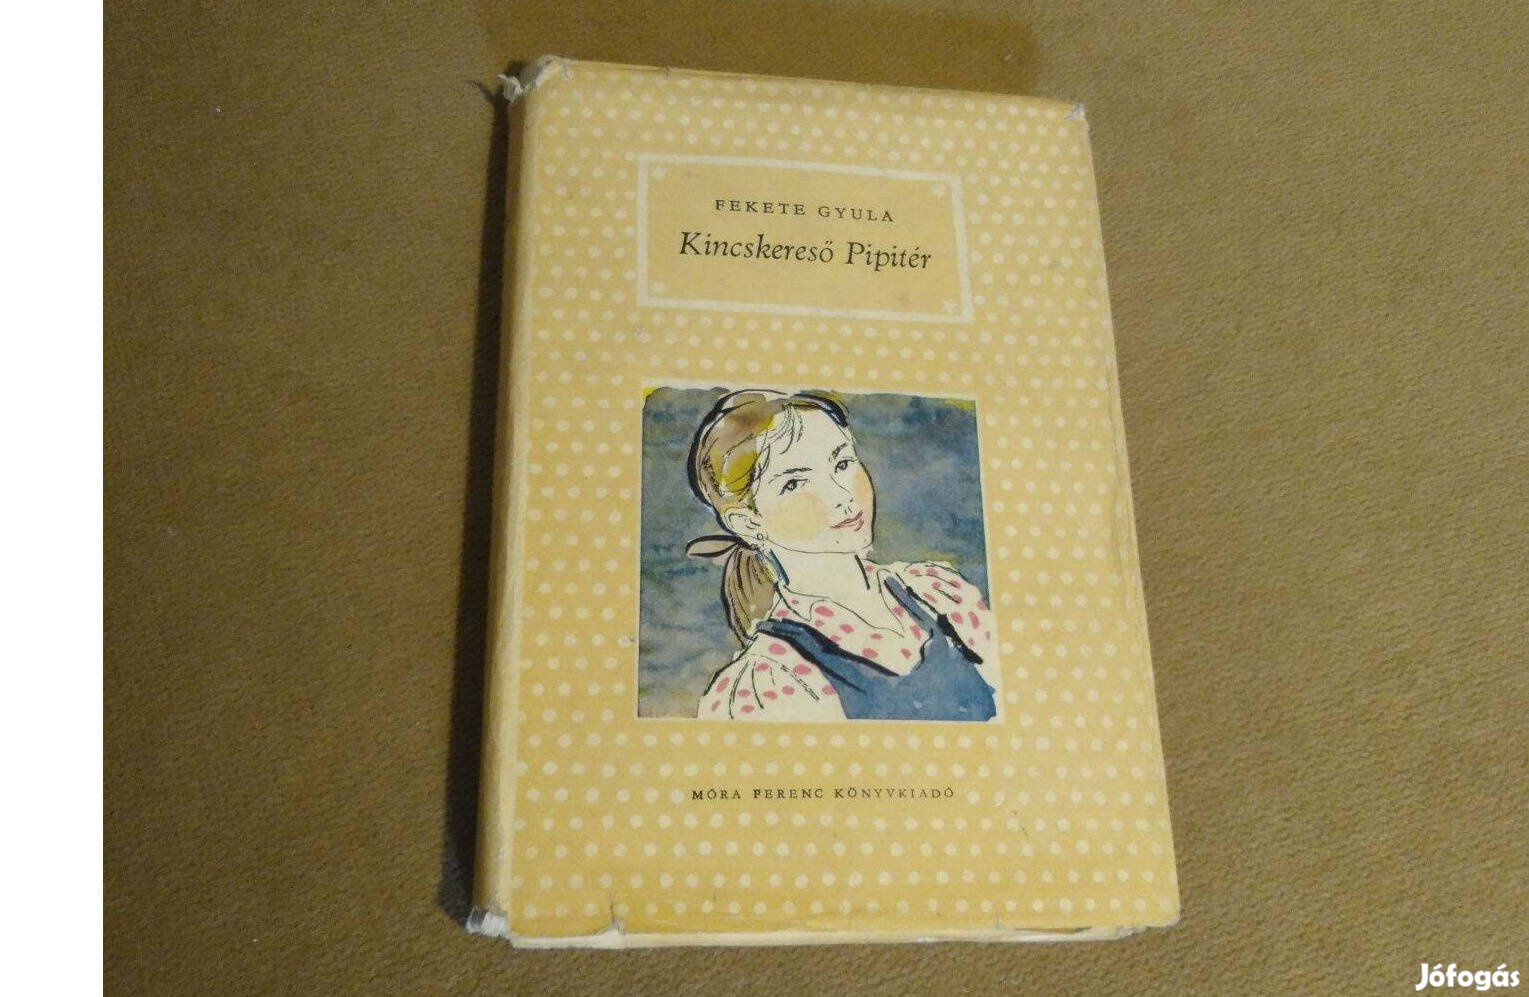 FEKETE GYULA
Kincskereső Pipitér
MÓRA FERENC KÖNYVKIADÓ
Jófogás